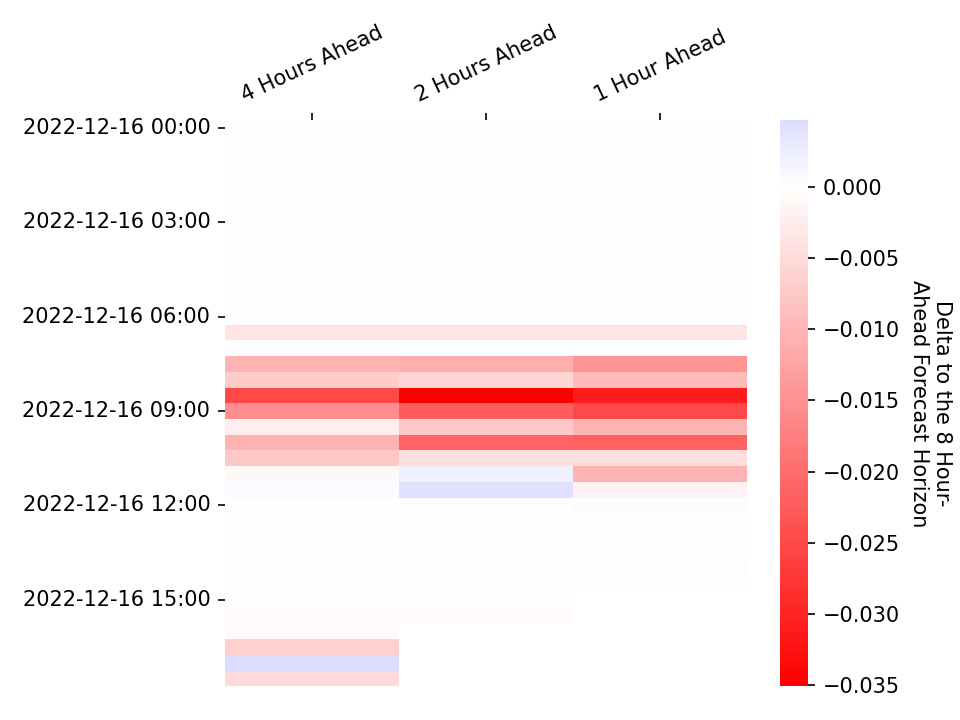 4 Hours Ahead
2 Hours Ahead
1 Hour Ahead
2022-12-16 00:00
2022-12-16 03:00
2022-12-16 06:00
2022-12-16 09:00
2022-12-16 12:00
2022-12-16 15:00
0.000
−0.005
−0.010
−0.015
−0.020
−0.025
−0.030
−0.035
Delta to the 8 Hour-
Ahead Forecast Horizon